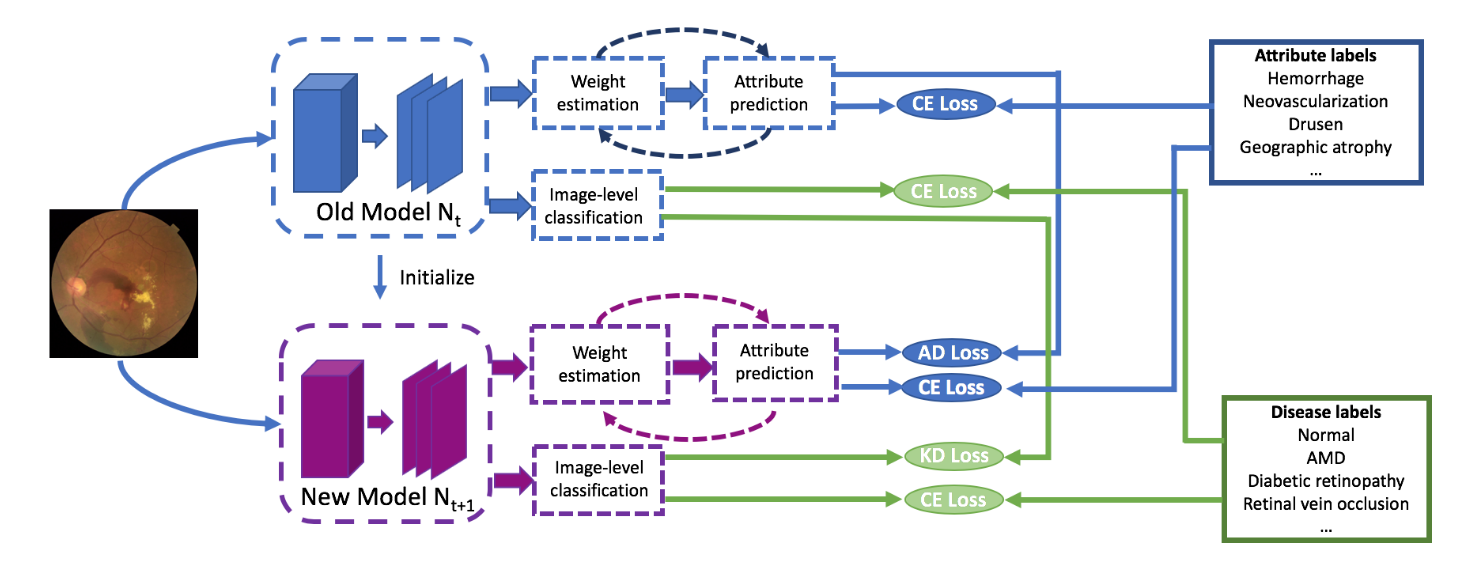 Weight
estimation
Attribute
prediction
CE Loss
Attribute labels
Hemorrhage
Neovascularization
Drusen
Geographic atrophy
...
Old Model Nt
Image-level
classification
CE Loss
Initialize
Weight
estimation
Attribute
prediction
AD Loss
CE Loss
New Model Nt+1
Image-level
classification
KD Loss
CE Loss
Disease labels
Normal
AMD
Diabetic retinopathy
Retinal vein occlusion
...